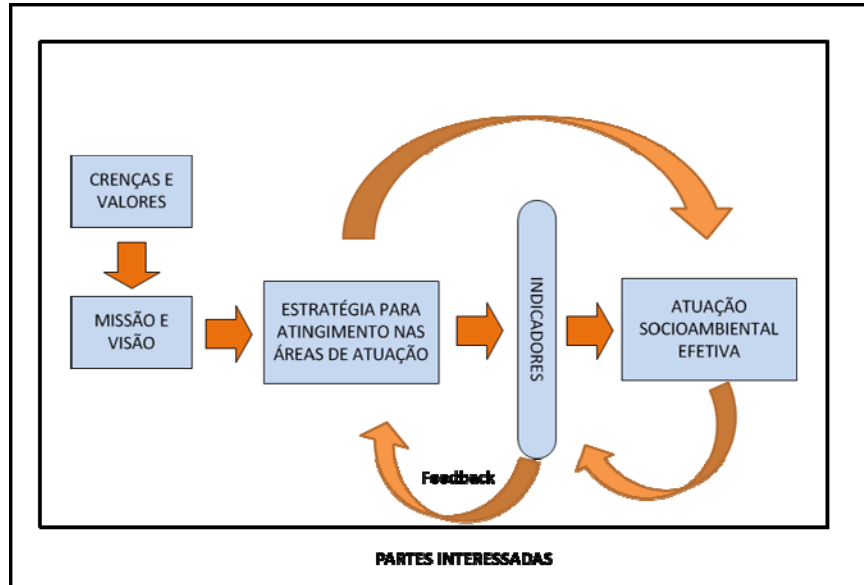 CRENÇAS E
VALORES
MISSÃO E
VISÃO
ESTRATÉGIA PARA
ATINGIMENTO NAS
ÁREAS DE ATUAÇÃO
INDICADORES
ATUAÇÃO
SOCIOAMBIENTAL
EFETIVA
Feedback
PARTES INTERESSADAS